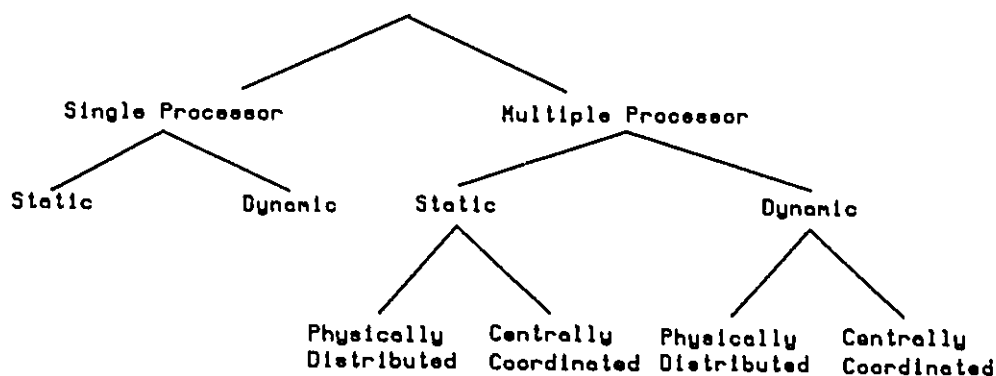 Single Processor Multiple Processor
Static Dynamic Static Dynamic
Physically Distributed
Centrally Coordinated
Physically Distributed
Centrally Coordinated